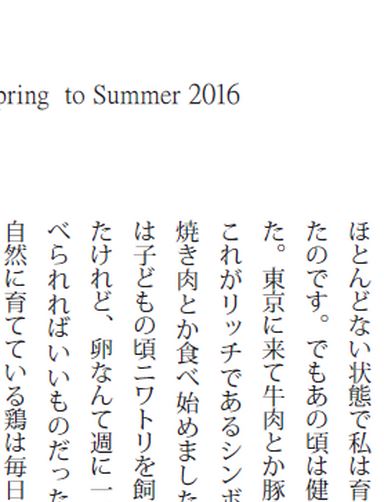 pring to Summer 2016
ほとんどない状態で私は育
たのです。でもあの頃は健
た。東京に来て牛肉とか豚
これがリッチであるシンボ
焼き肉とか食べ始めました
は子どもの頃ニワトリを飼
たけれど、卵なんて週に一
べられればいいものだった
自然に育てている鶏は毎日